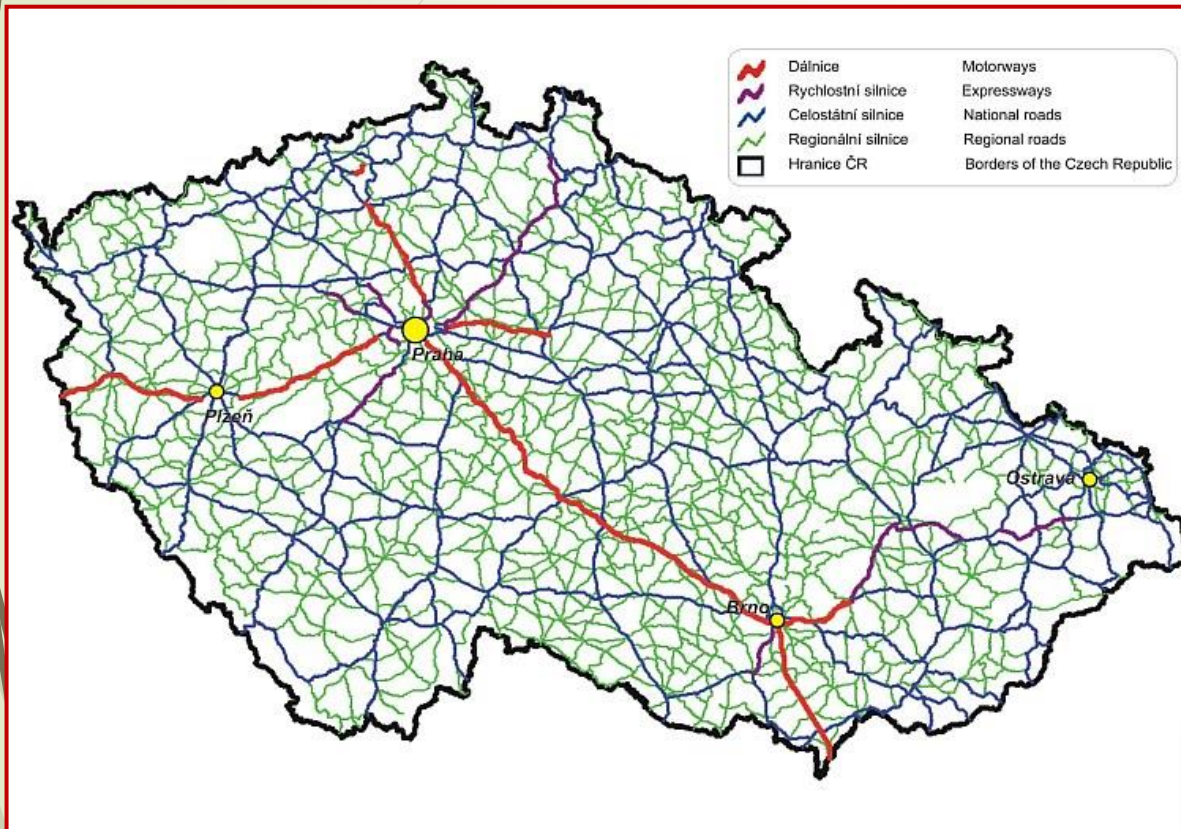 Dálnice Motorways
Rychlostní silnice Expressways
Celostátní silnice National roads
Regionální silnice Regional roads
Hranice ČR Borders of the Czech Republic
Praha
Plzeň
Ostrava
Brno